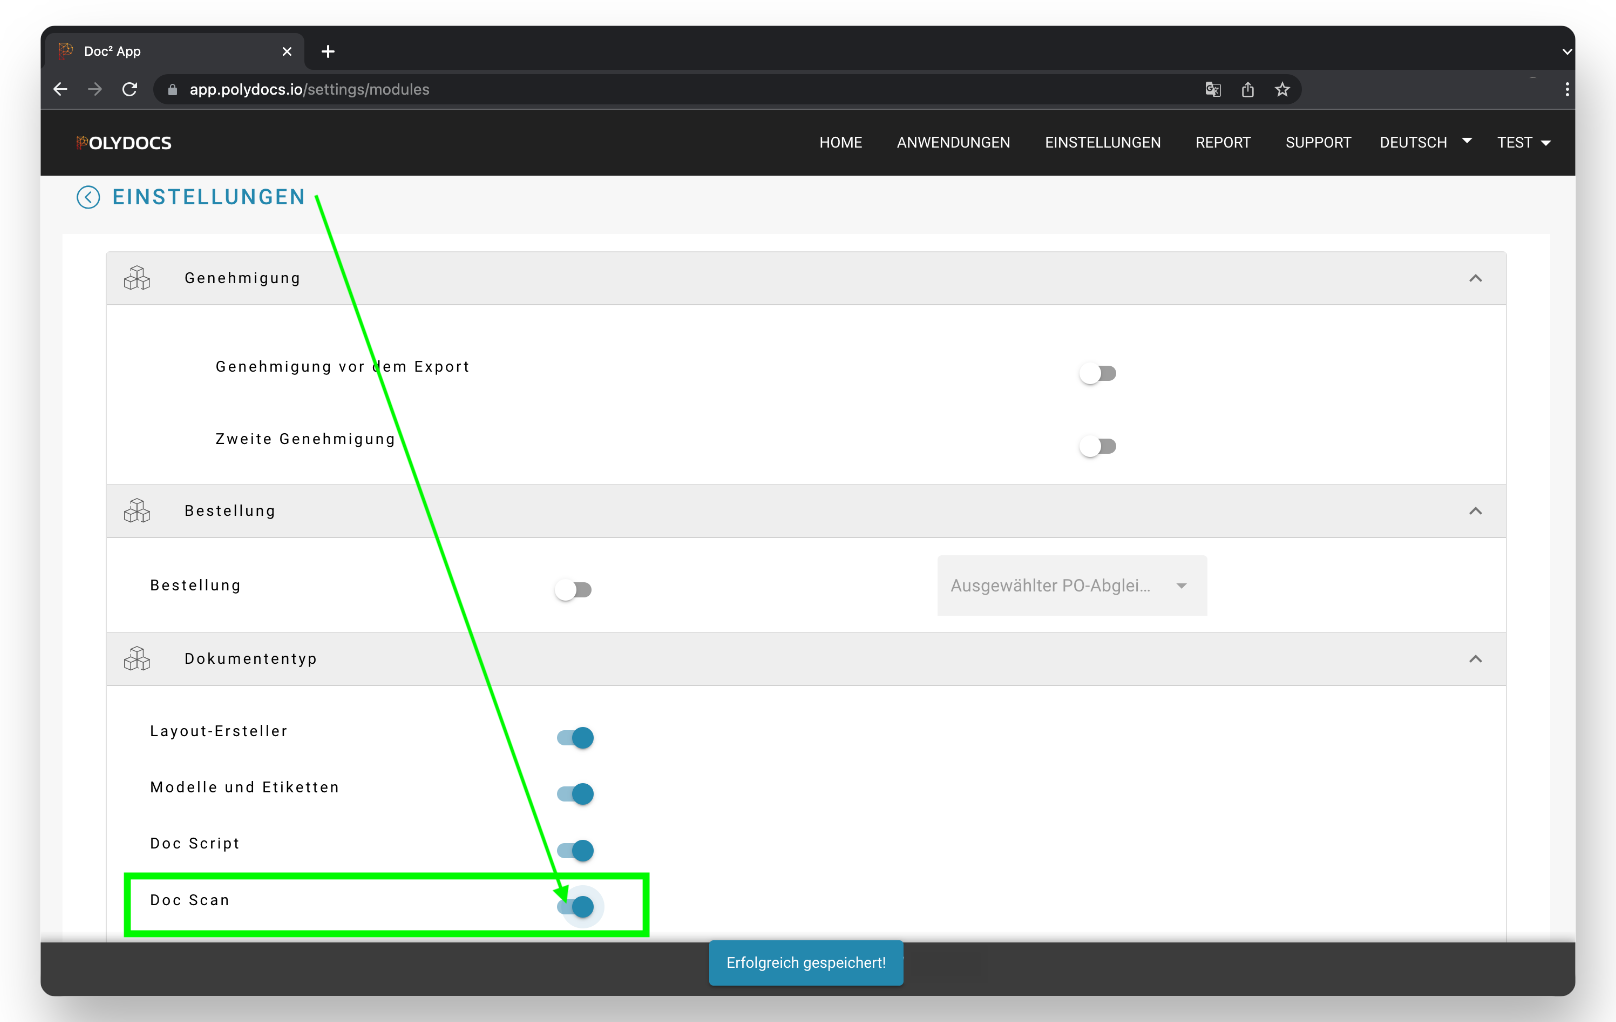 Doc² App
app.polydocs.io/settings/modules
POLYDOCS
HOME ANWENDUNGEN EINSTELLUNGEN REPORT SUPPORT DEUTSCH TEST
EINSTELLUNGEN
Genehmigung
Genehmigung vor dem Export
Zweite Genehmigung
Bestellung
Bestellung
Ausgewählter PO-Abglei...
Dokumententyp
Layout-Ersteller
Modelle und Etiketten
Doc Script
Doc Scan
Erfolgreich gespeichert!